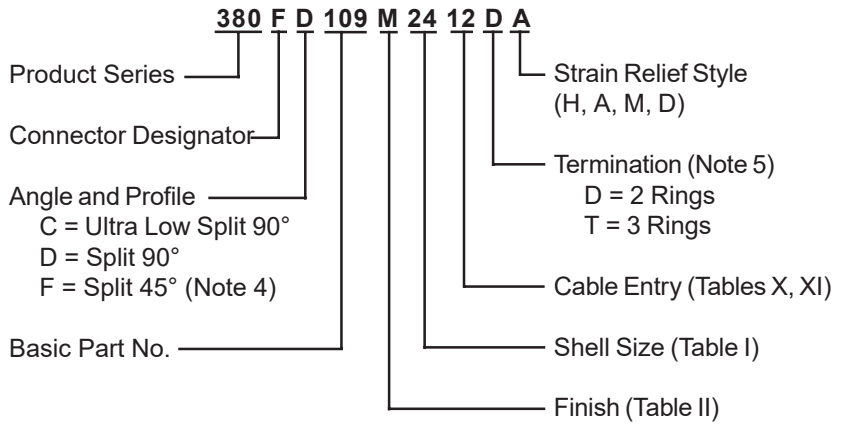 380 F D 109 M 24 12 D A
Product Series
Connector Designator
Angle and Profile
C = Ultra Low Split 90°
D = Split 90°
F = Split 45° (Note 4)
Basic Part No.
Strain Relief Style
(H, A, M, D)
Termination (Note 5)
D = 2 Rings
T = 3 Rings
Cable Entry (Tables X, XI)
Shell Size (Table I)
Finish (Table II)